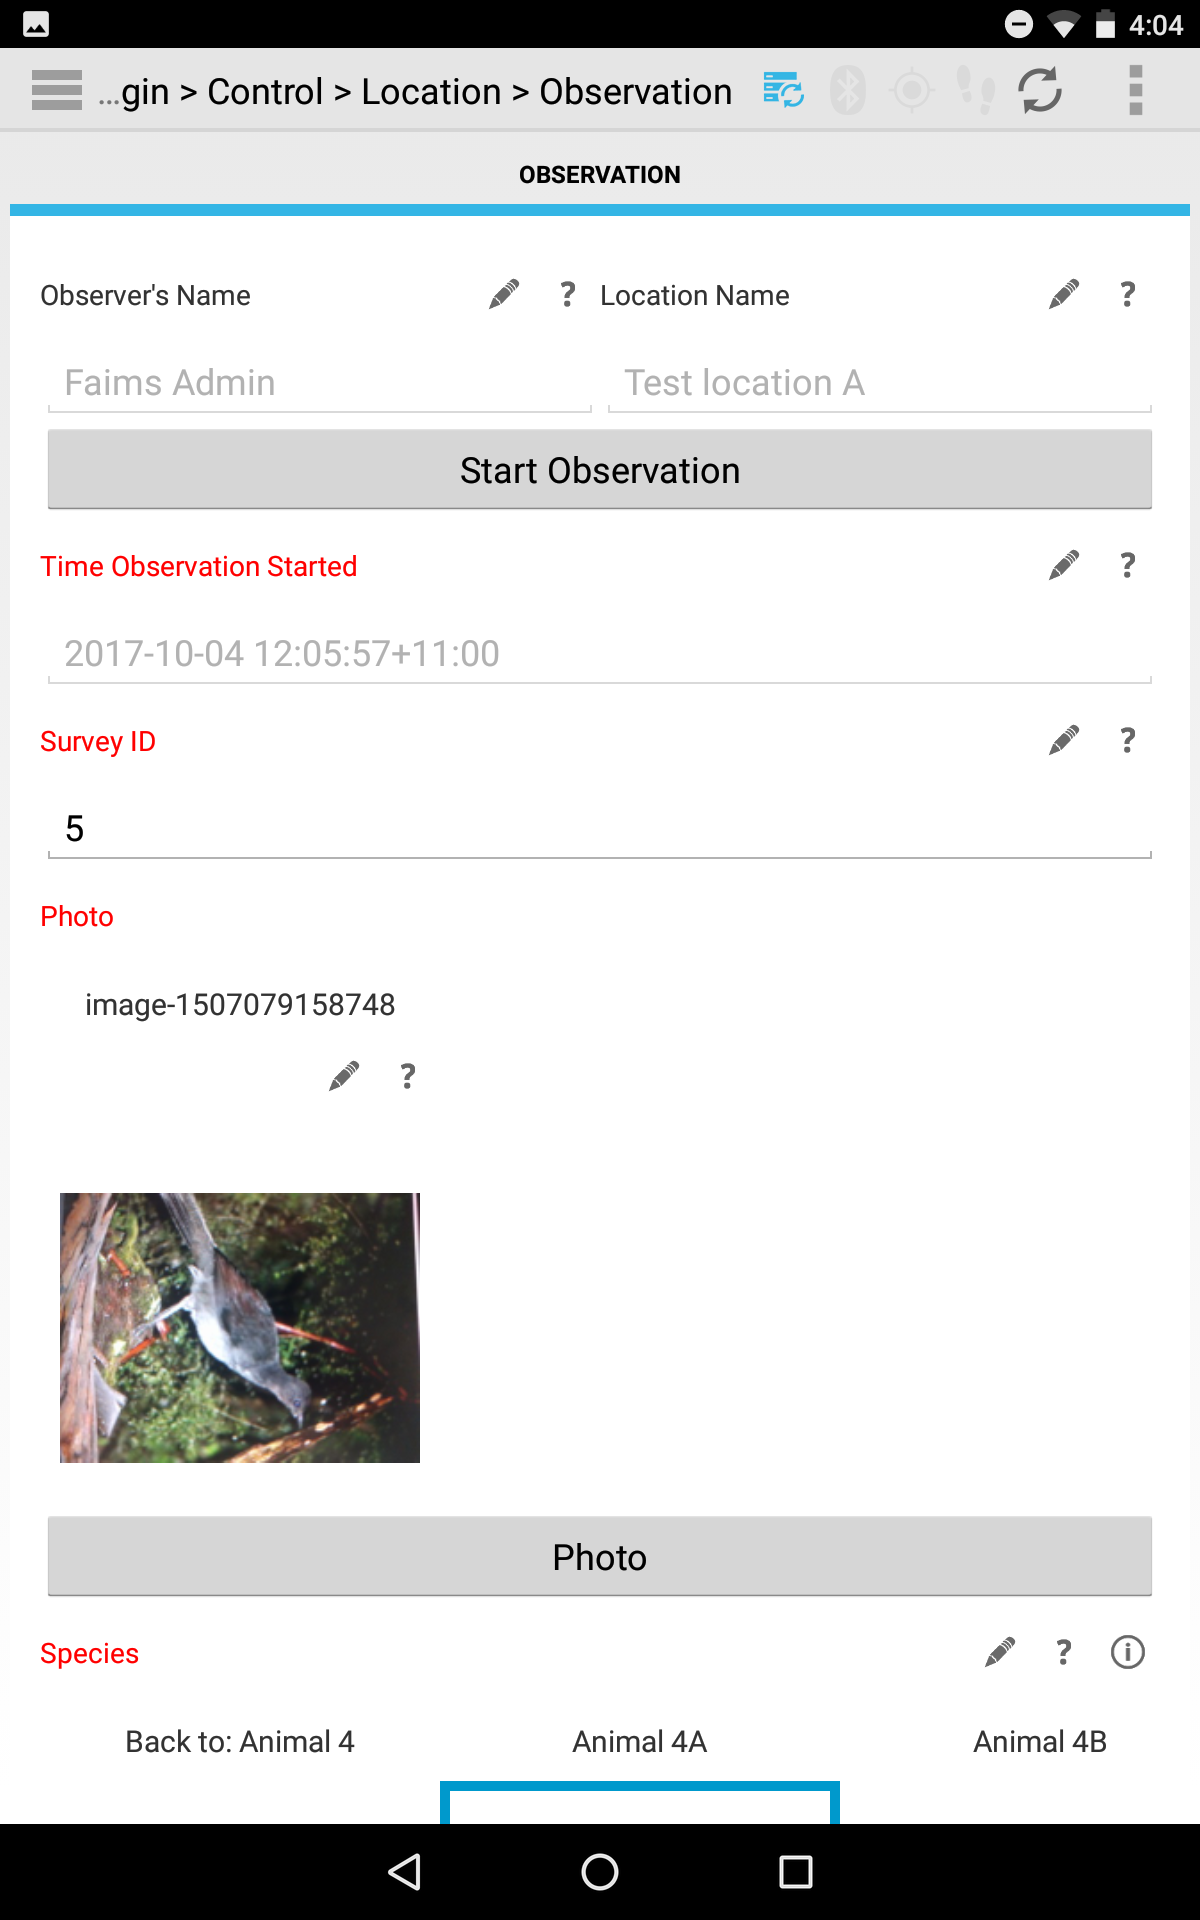 4:04
...gin > Control > Location > Observation
OBSERVATION
Observer's Name ? Location Name ?
Faims Admin Test location A
Start Observation
Time Observation Started ?
2017-10-04 12:05:57+11:00
Survey ID ?
5
Photo
image-1507079158748
?
Photo
Species ? i
Back to: Animal 4 Animal 4A Animal 4B